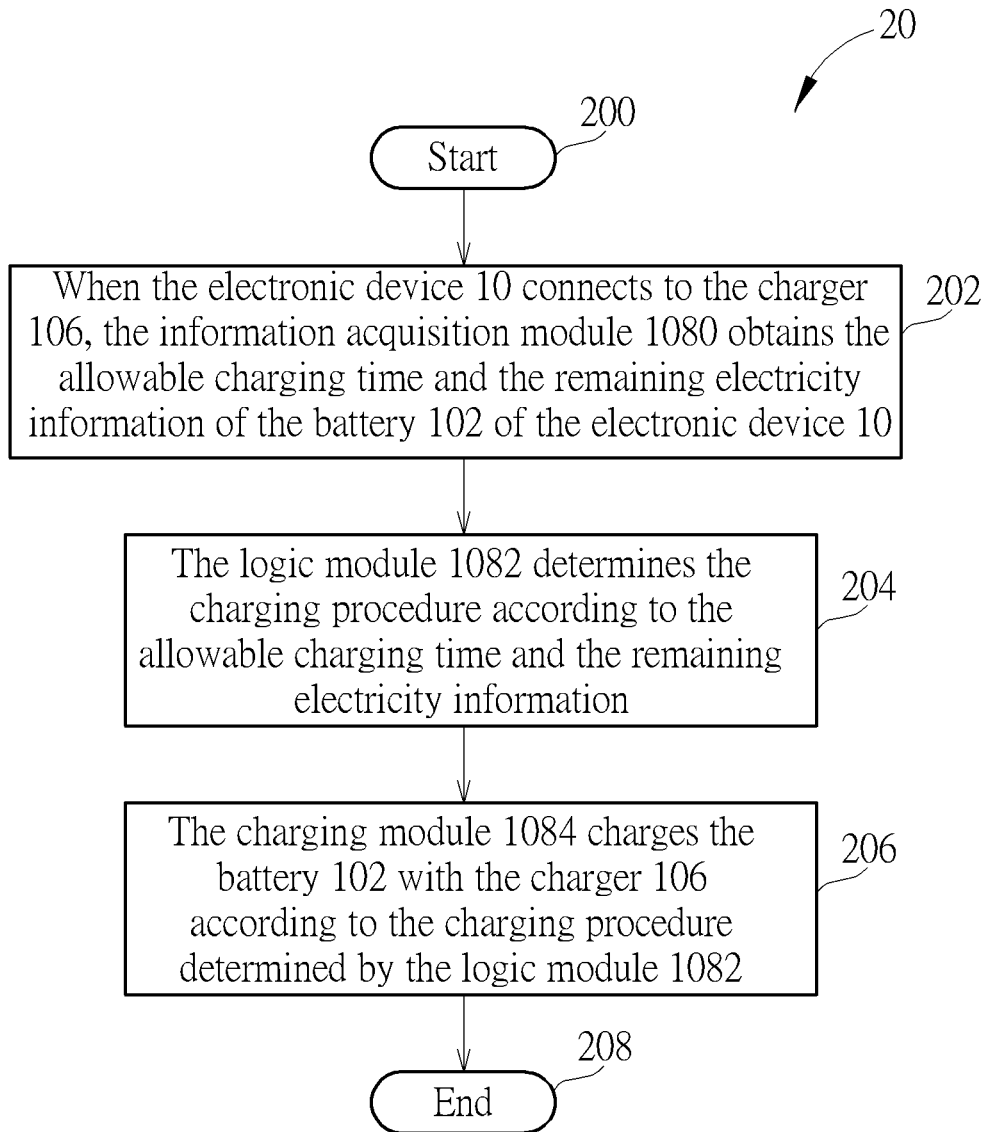 20
200
Start
When the electronic device 10 connects to the charger
106, the information acquisition module 1080 obtains the
allowable charging time and the remaining electricity
information of the battery 102 of the electronic device 10
202
The logic module 1082 determines the
charging procedure according to the
allowable charging time and the remaining
electricity information
204
The charging module 1084 charges the
battery 102 with the charger 106
according to the charging procedure
determined by the logic module 1082
206
208
End